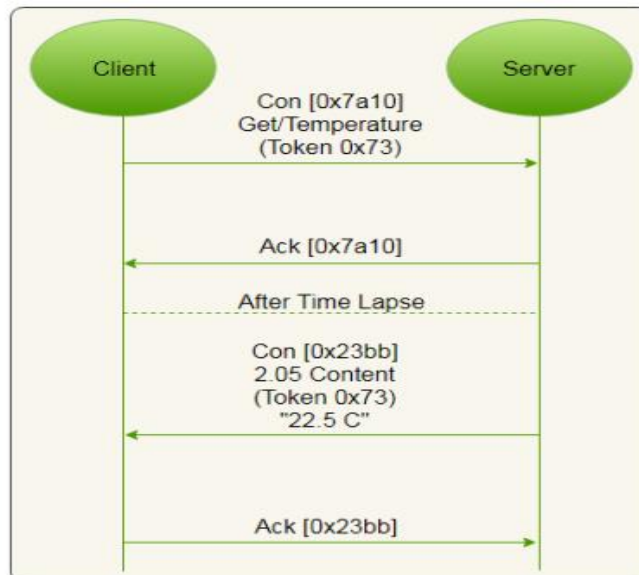 Client
Server
Con [0x7a10]
Get/Temperature
(Token 0x73)
Ack [0x7a10]
After Time Lapse
Con [0x23bb]
2.05 Content
(Token 0x73)
"22.5 C"
Ack [0x23bb]